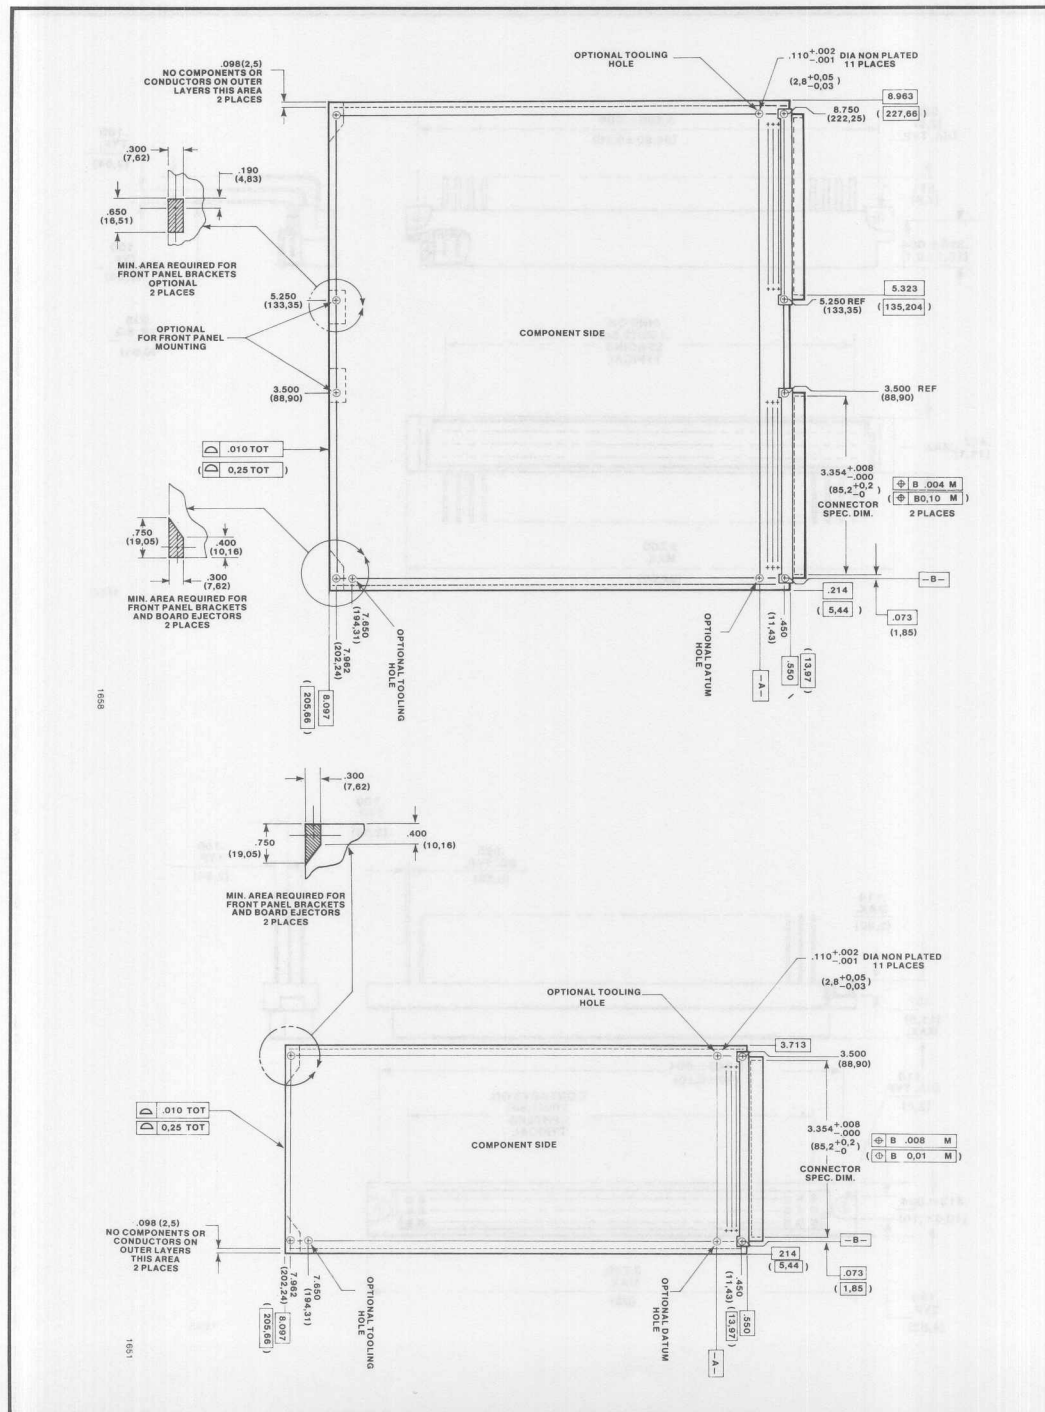 .098(2,5)
NO COMPONENTS OR
CONDUCTORS ON OUTER
LAYERS THIS AREA
2 PLACES
OPTIONAL TOOLING
HOLE
.110+.002
-.001 DIA NON PLATED
11 PLACES
(2,8+0,05
-0,03)
8.963
(227,66)
8.750
(222,25)
.300
(7,62)
.190
(4,83)
.650
(16,51)
MIN. AREA REQUIRED FOR
FRONT PANEL BRACKETS
OPTIONAL
2 PLACES
5.250
(133,35)
OPTIONAL
FOR FRONT PANEL
MOUNTING
3.500
(88,90)
COMPONENT SIDE
5.323
(135,204)
5.250 REF
(133,35)
3.500 REF
(88,90)
⌓ .010 TOT
(⌓ 0,25 TOT)
3.354+.008
-.000
(85,2+0,2
-0)
CONNECTOR
SPEC. DIM.
⌖ B .004 M
(⌖ B0,10 M)
2 PLACES
.750
(19,05)
.400
(10,16)
.300
(7,62)
MIN. AREA REQUIRED FOR
FRONT PANEL BRACKETS
AND BOARD EJECTORS
2 PLACES
-B-
.214
(5,44)
.073
(1,85)
7.650
(194,31)
7.962
(202,24)
8.097
(205,66)
OPTIONAL TOOLING
HOLE
OPTIONAL DATUM
HOLE
-A-
.450
(11,43)
.550
(13,97)
1658
.300
(7,62)
.750
(19,05)
.400
(10,16)
MIN. AREA REQUIRED FOR
FRONT PANEL BRACKETS
AND BOARD EJECTORS
2 PLACES
OPTIONAL TOOLING
HOLE
.110+.002
-.001 DIA NON PLATED
11 PLACES
(2,8+0,05
-0,03)
3.713
3.500
(88,90)
⌓ .010 TOT
⌓ 0,25 TOT
COMPONENT SIDE
3.354+.008
-.000
(85,2+0,2
-0)
CONNECTOR
SPEC. DIM.
⌖ B .008 M
(⌖ B 0,01 M)
.098 (2,5)
NO COMPONENTS OR
CONDUCTORS ON
OUTER LAYERS
THIS AREA
2 PLACES
-B-
214
(5,44)
.073
(1,85)
7.650
(194,31)
7.962
(202,24)
8.097
(205,66)
OPTIONAL TOOLING
HOLE
OPTIONAL DATUM
HOLE
-A-
.450
(11,43)
.550
(13,97)
1651